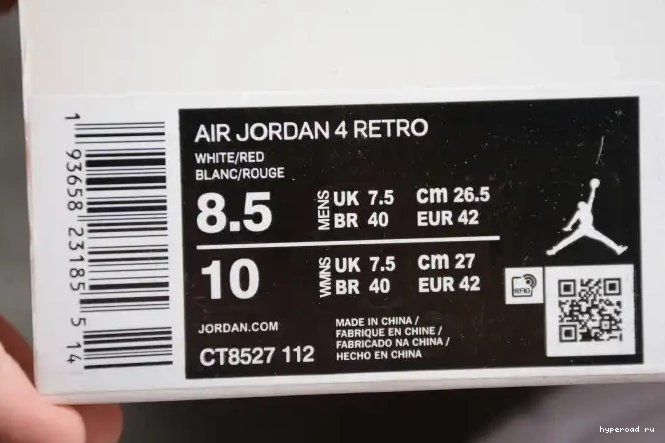 1 93658 23185 5 14
AIR JORDAN 4 RETRO
WHITE/RED
BLANC/ROUGE
8.5 MENS UK 7.5 cm 26.5
BR 40 EUR 42
10 WMNS UK 7.5 cm 27
BR 40 EUR 42
RFID
JORDAN.COM
CT8527 112
MADE IN CHINA /
FABRIQUE EN CHINE /
FABRICADO NA CHINA /
HECHO EN CHINA
hyperoad ru